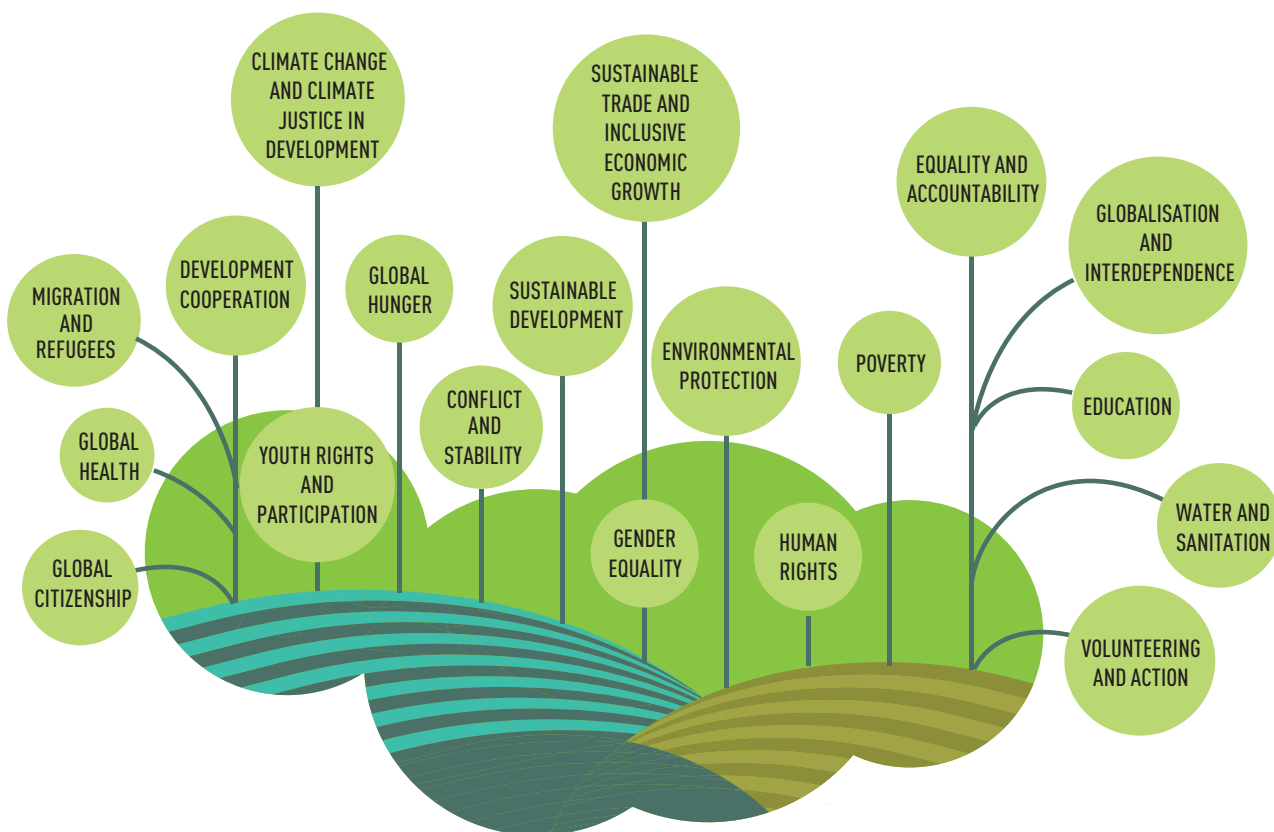 CLIMATE CHANGE
AND CLIMATE
JUSTICE IN
DEVELOPMENT
SUSTAINABLE
TRADE AND
INCLUSIVE
ECONOMIC
GROWTH
EQUALITY AND
ACCOUNTABILITY
GLOBALISATION
AND
INTERDEPENDENCE
DEVELOPMENT
COOPERATION
GLOBAL
HUNGER
SUSTAINABLE
DEVELOPMENT
MIGRATION
AND
REFUGEES
ENVIRONMENTAL
PROTECTION
POVERTY
EDUCATION
CONFLICT
AND
STABILITY
GLOBAL
HEALTH
YOUTH RIGHTS
AND
PARTICIPATION
WATER AND
SANITATION
GENDER
EQUALITY
HUMAN
RIGHTS
GLOBAL
CITIZENSHIP
VOLUNTEERING
AND ACTION